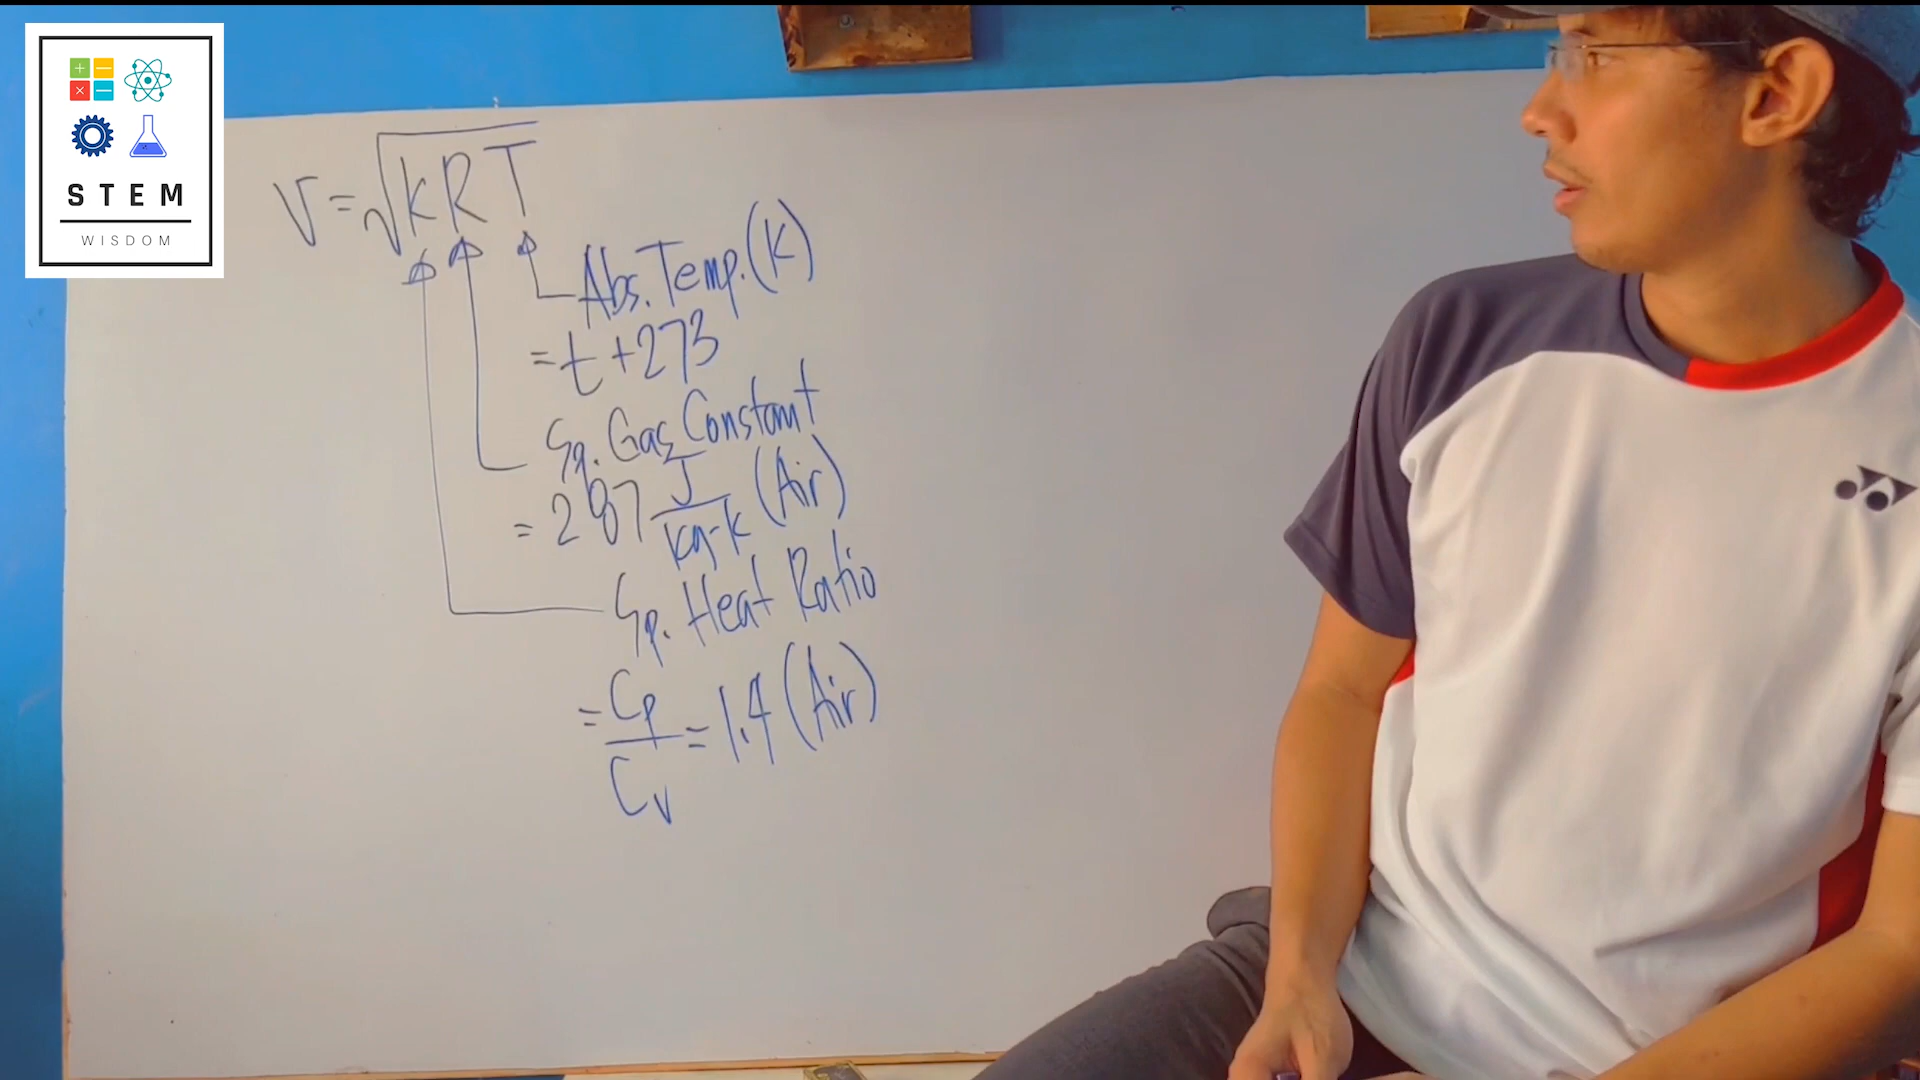 STEM
WISDOM
V=√kRT
Abs. Temp. (K)
= t + 273
Sp. Gas Constant
= 287 J/kg-K (Air)
Sp. Heat Ratio
= Cp/Cv = 1.4 (Air)